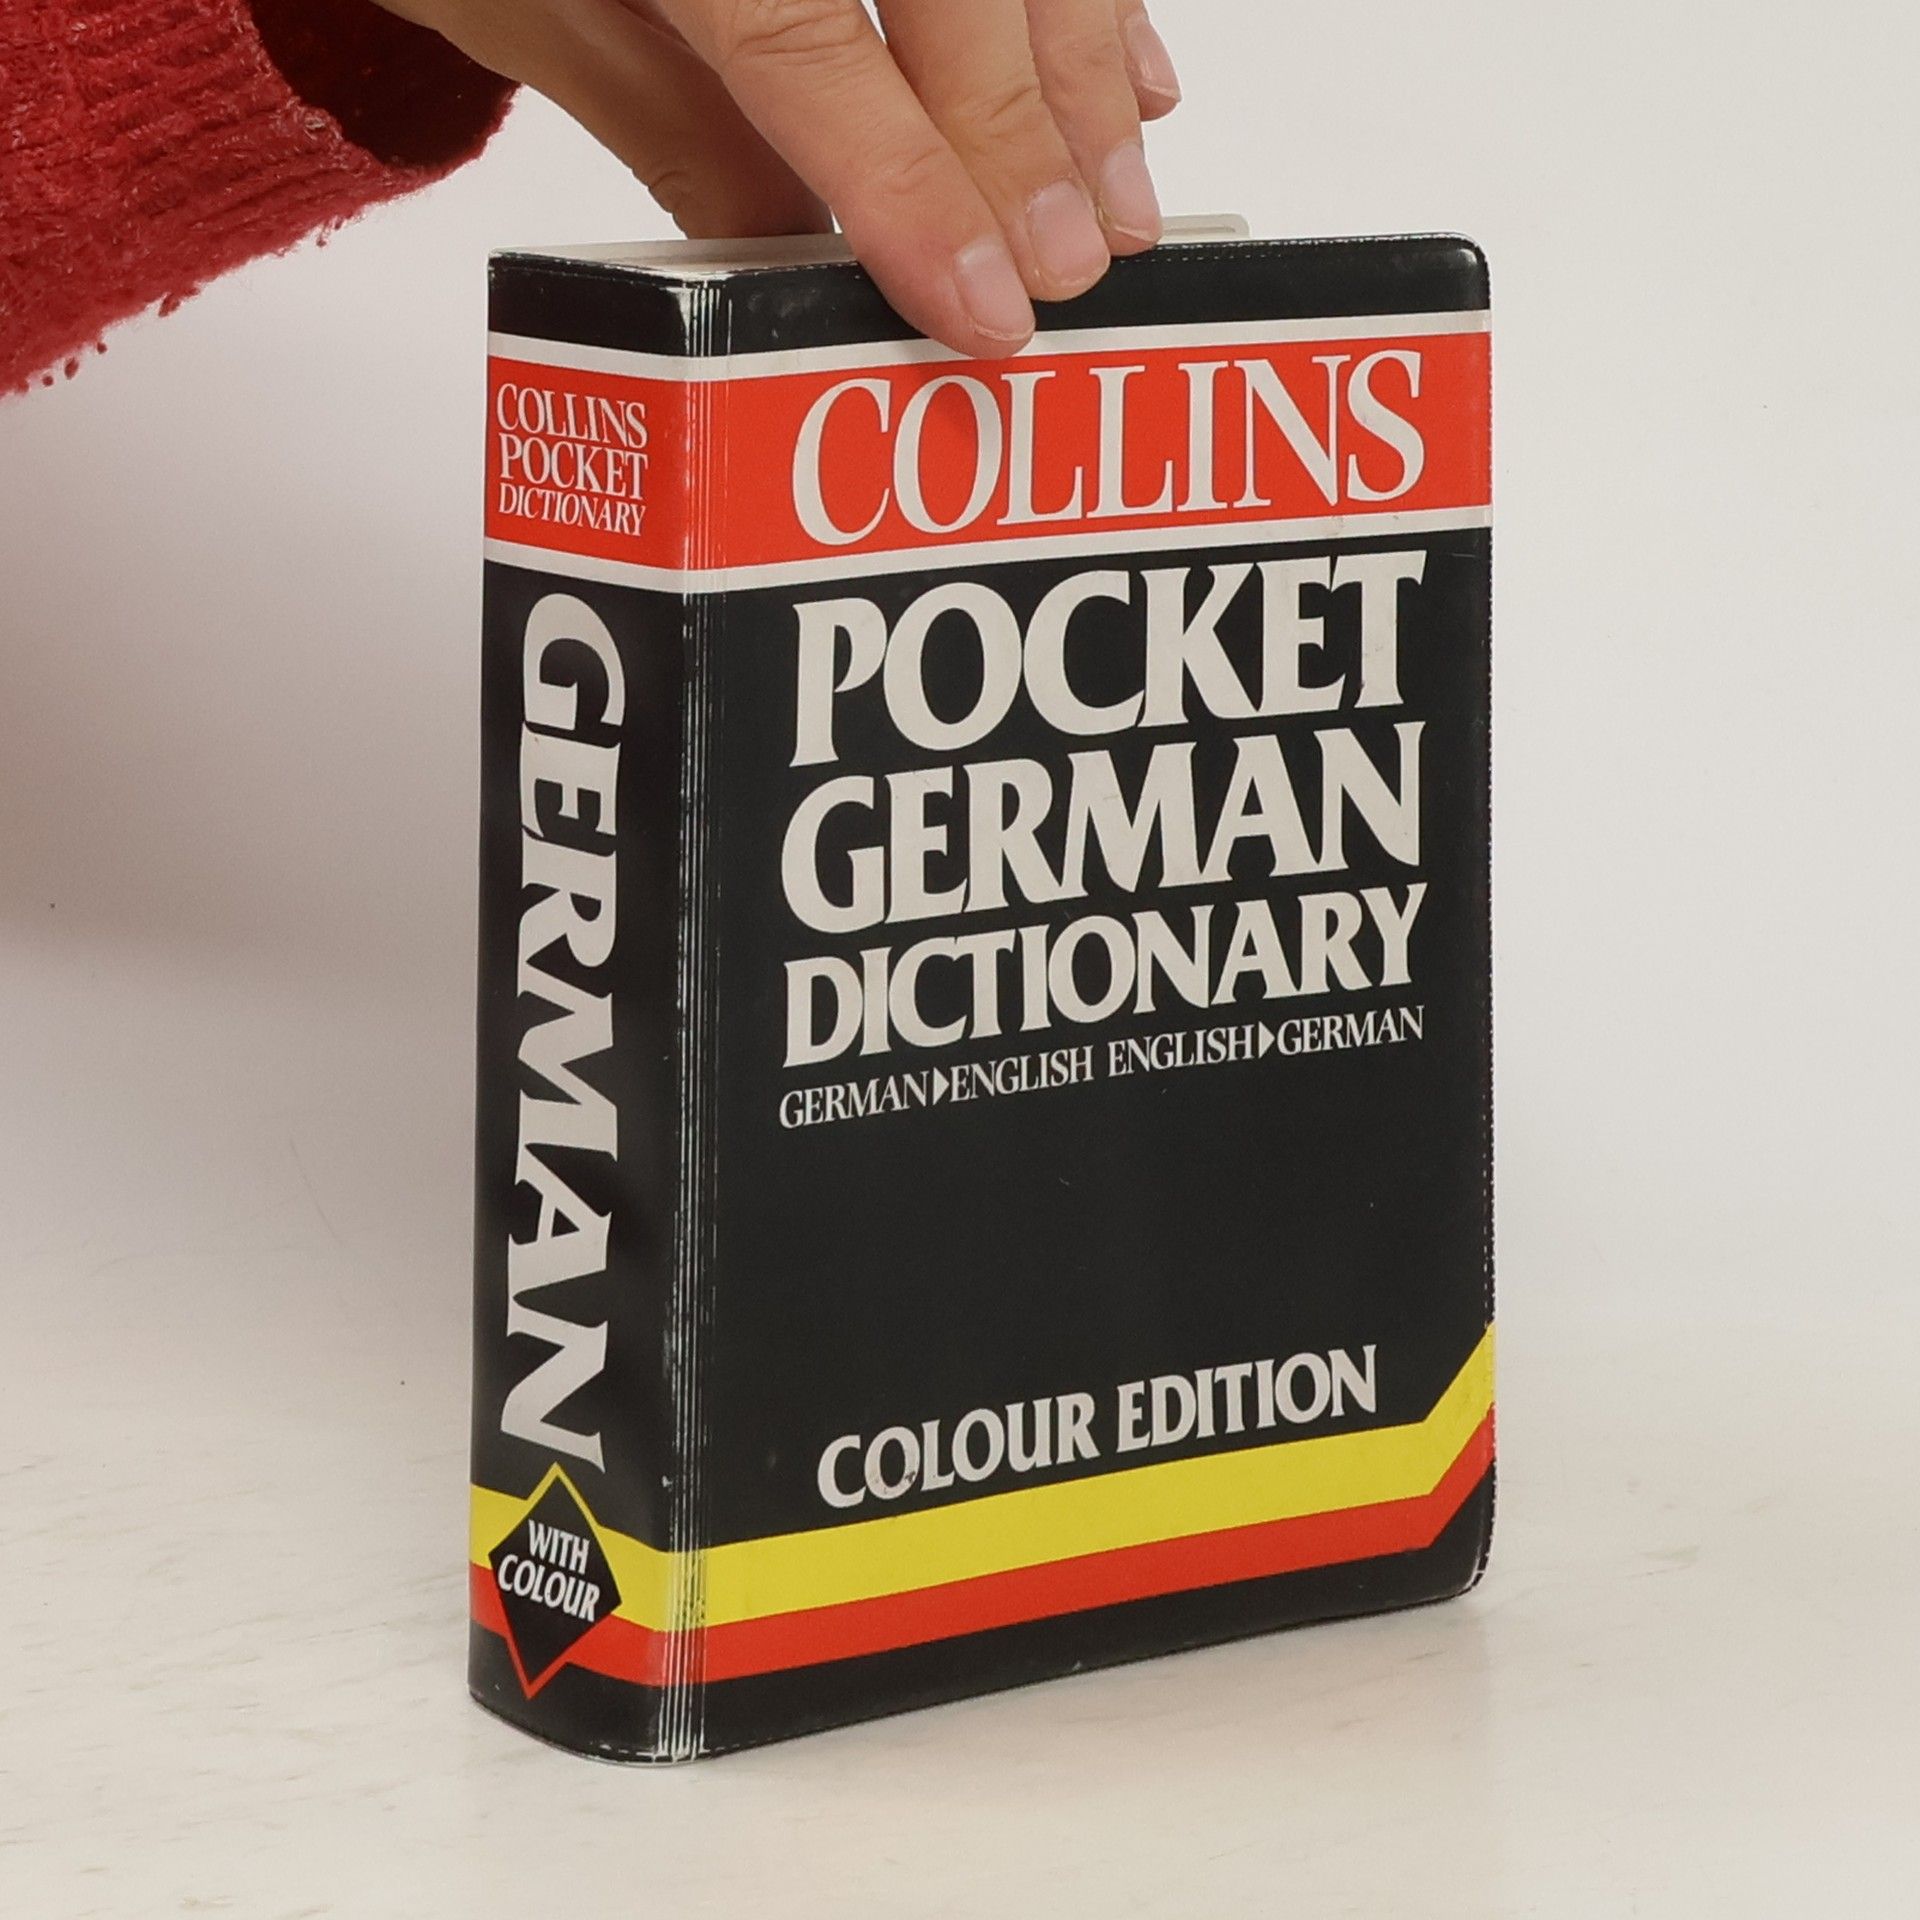 COLLINS
POCKET
DICTIONARY
GERMAN
WITH
COLOUR
COLLINS
POCKET
GERMAN
DICTIONARY
GERMAN▶ENGLISH ENGLISH▶GERMAN
COLOUR EDITION